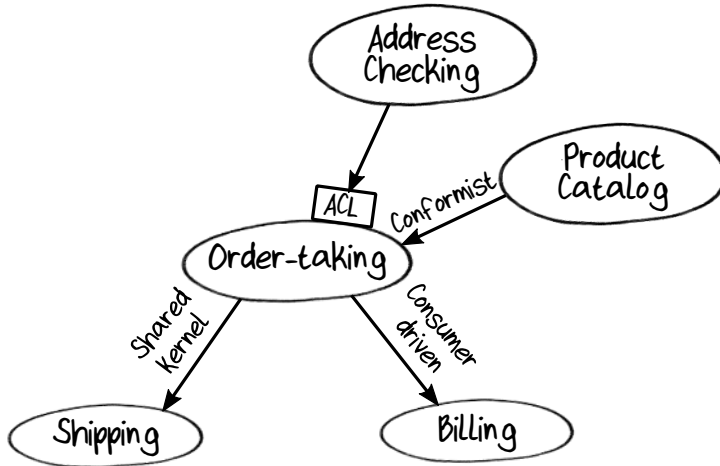 Address
Checking
Product
Catalog
ACL
Conformist
Order-taking
Shared
Kernel
Consumer
driven
Shipping
Billing